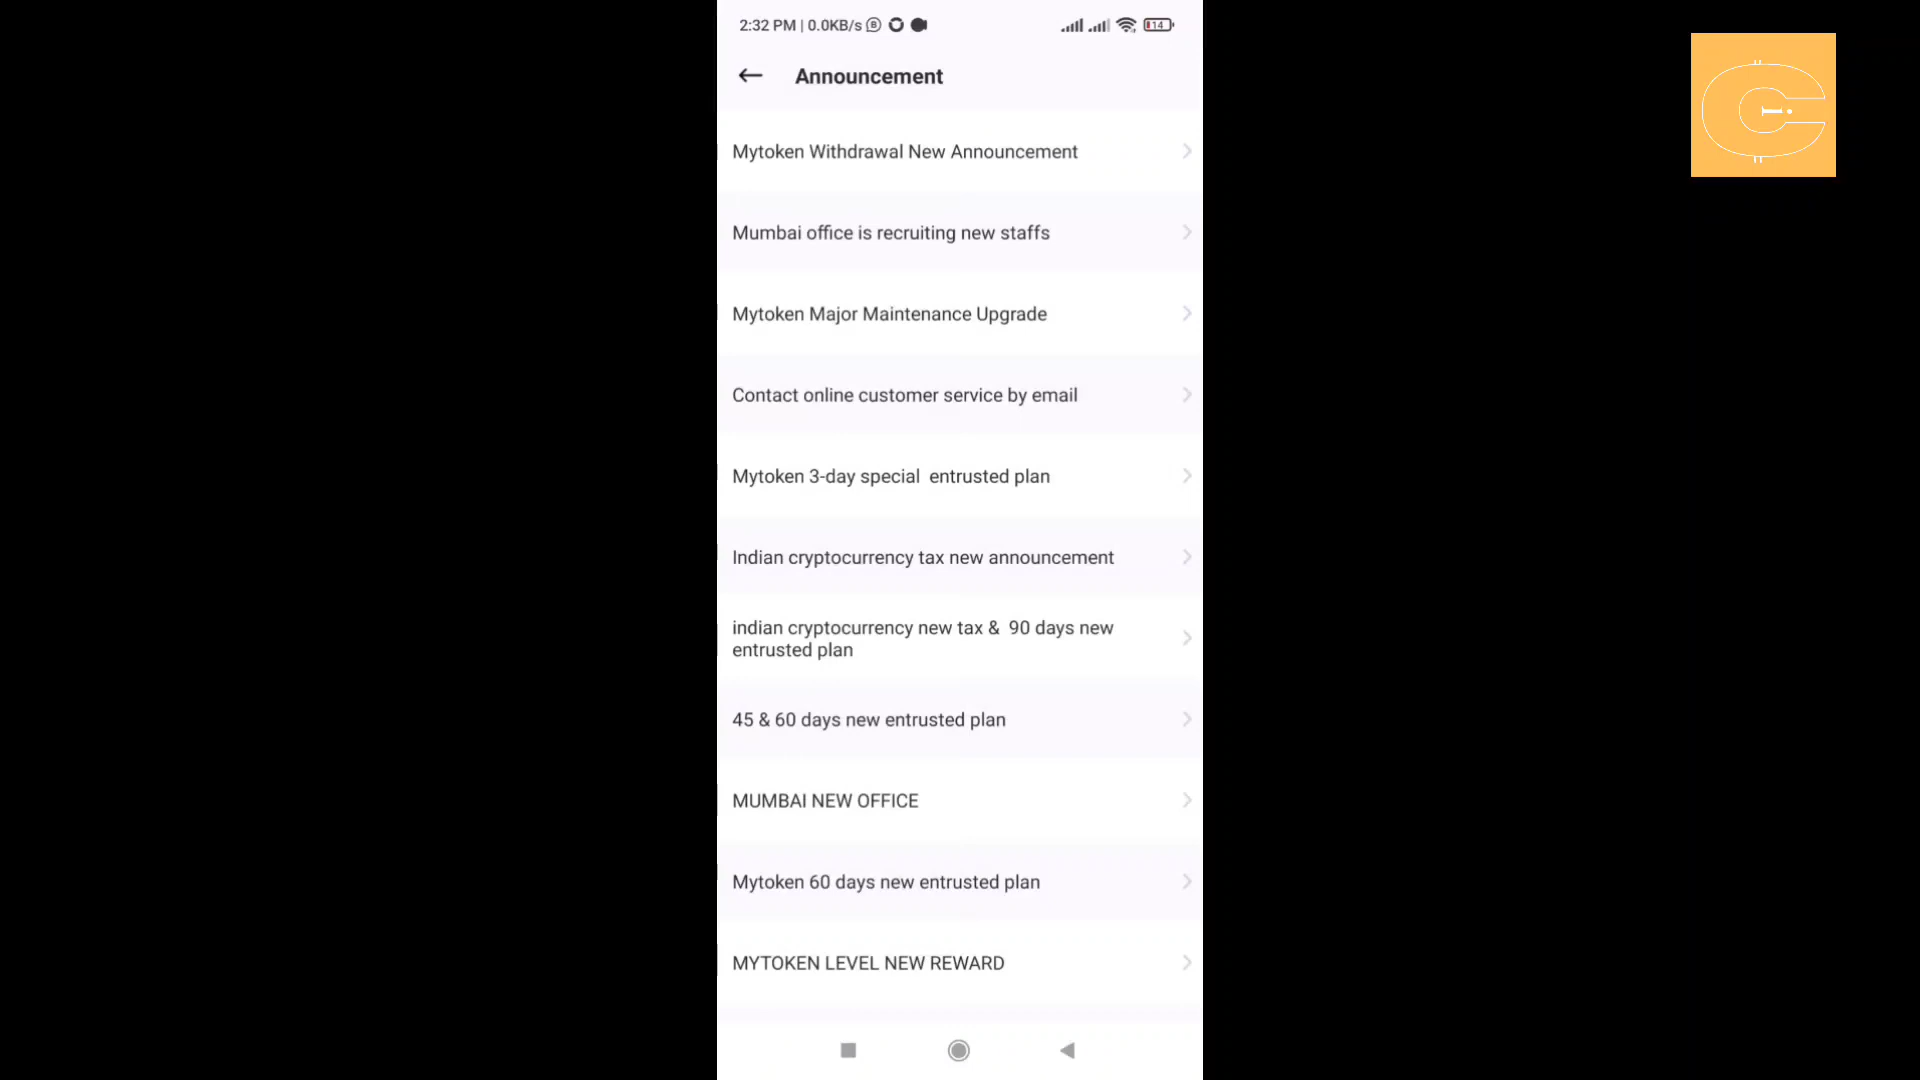 2:32 PM | 0.0KB/s
14
Announcement
Mytoken Withdrawal New Announcement
Mumbai office is recruiting new staffs
Mytoken Major Maintenance Upgrade
Contact online customer service by email
Mytoken 3-day special  entrusted plan
Indian cryptocurrency tax new announcement
indian cryptocurrency new tax &  90 days new
entrusted plan
45 & 60 days new entrusted plan
MUMBAI NEW OFFICE
Mytoken 60 days new entrusted plan
MYTOKEN LEVEL NEW REWARD